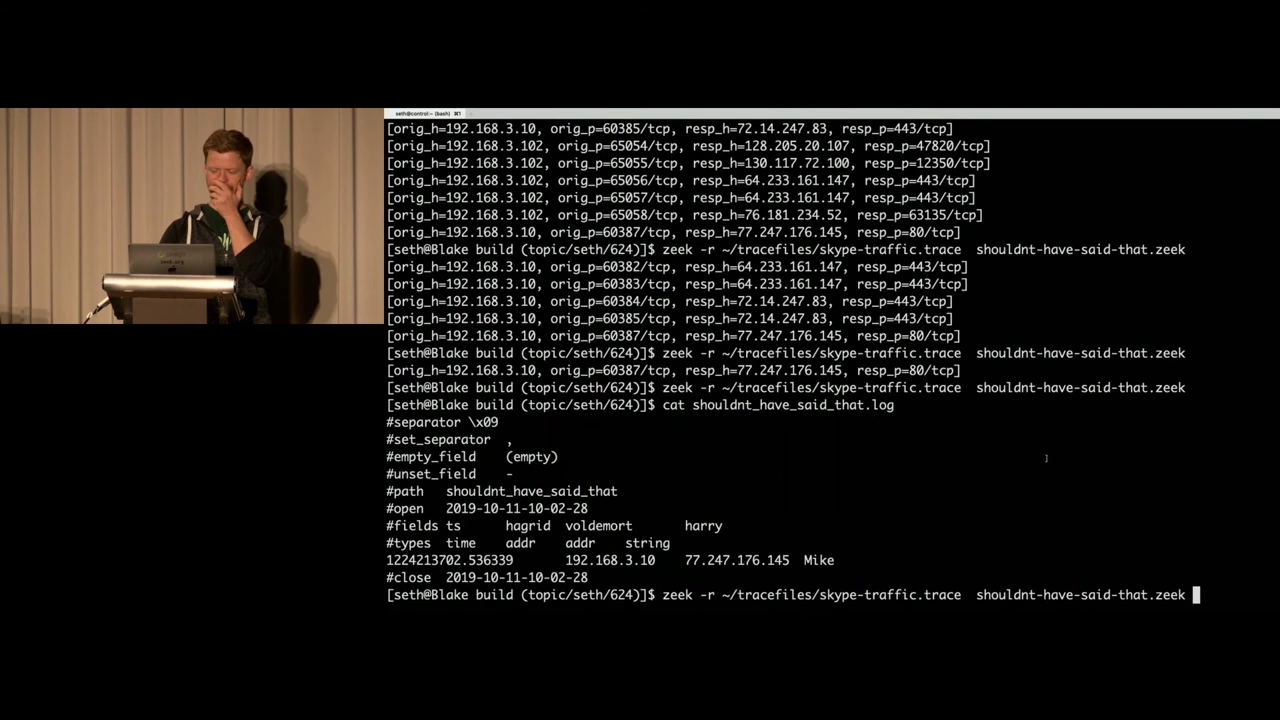 seth@control:~ (bash) ⌘1
[orig_h=192.168.3.10, orig_p=60385/tcp, resp_h=72.14.247.83, resp_p=443/tcp]
[orig_h=192.168.3.102, orig_p=65054/tcp, resp_h=128.205.20.107, resp_p=47820/tcp]
[orig_h=192.168.3.102, orig_p=65055/tcp, resp_h=130.117.72.100, resp_p=12350/tcp]
[orig_h=192.168.3.102, orig_p=65056/tcp, resp_h=64.233.161.147, resp_p=443/tcp]
[orig_h=192.168.3.102, orig_p=65057/tcp, resp_h=64.233.161.147, resp_p=443/tcp]
[orig_h=192.168.3.102, orig_p=65058/tcp, resp_h=76.181.234.52, resp_p=63135/tcp]
[orig_h=192.168.3.10, orig_p=60387/tcp, resp_h=77.247.176.145, resp_p=80/tcp]
[seth@Blake build (topic/seth/624)]$ zeek -r ~/tracefiles/skype-traffic.trace  shouldnt-have-said-that.zeek
[orig_h=192.168.3.10, orig_p=60382/tcp, resp_h=64.233.161.147, resp_p=443/tcp]
[orig_h=192.168.3.10, orig_p=60383/tcp, resp_h=64.233.161.147, resp_p=443/tcp]
[orig_h=192.168.3.10, orig_p=60384/tcp, resp_h=72.14.247.83, resp_p=443/tcp]
[orig_h=192.168.3.10, orig_p=60385/tcp, resp_h=72.14.247.83, resp_p=443/tcp]
[orig_h=192.168.3.10, orig_p=60387/tcp, resp_h=77.247.176.145, resp_p=80/tcp]
[seth@Blake build (topic/seth/624)]$ zeek -r ~/tracefiles/skype-traffic.trace  shouldnt-have-said-that.zeek
[orig_h=192.168.3.10, orig_p=60387/tcp, resp_h=77.247.176.145, resp_p=80/tcp]
[seth@Blake build (topic/seth/624)]$ zeek -r ~/tracefiles/skype-traffic.trace  shouldnt-have-said-that.zeek
[seth@Blake build (topic/seth/624)]$ cat shouldnt_have_said_that.log
#separator \x09
#set_separator ,
#empty_field (empty)
#unset_field -
#path shouldnt_have_said_that
#open 2019-10-11-10-02-28
#fields ts hagrid voldemort harry
#types time addr addr string
1224213702.536339 192.168.3.10 77.247.176.145 Mike
#close 2019-10-11-10-02-28
[seth@Blake build (topic/seth/624)]$ zeek -r ~/tracefiles/skype-traffic.trace  shouldnt-have-said-that.zeek